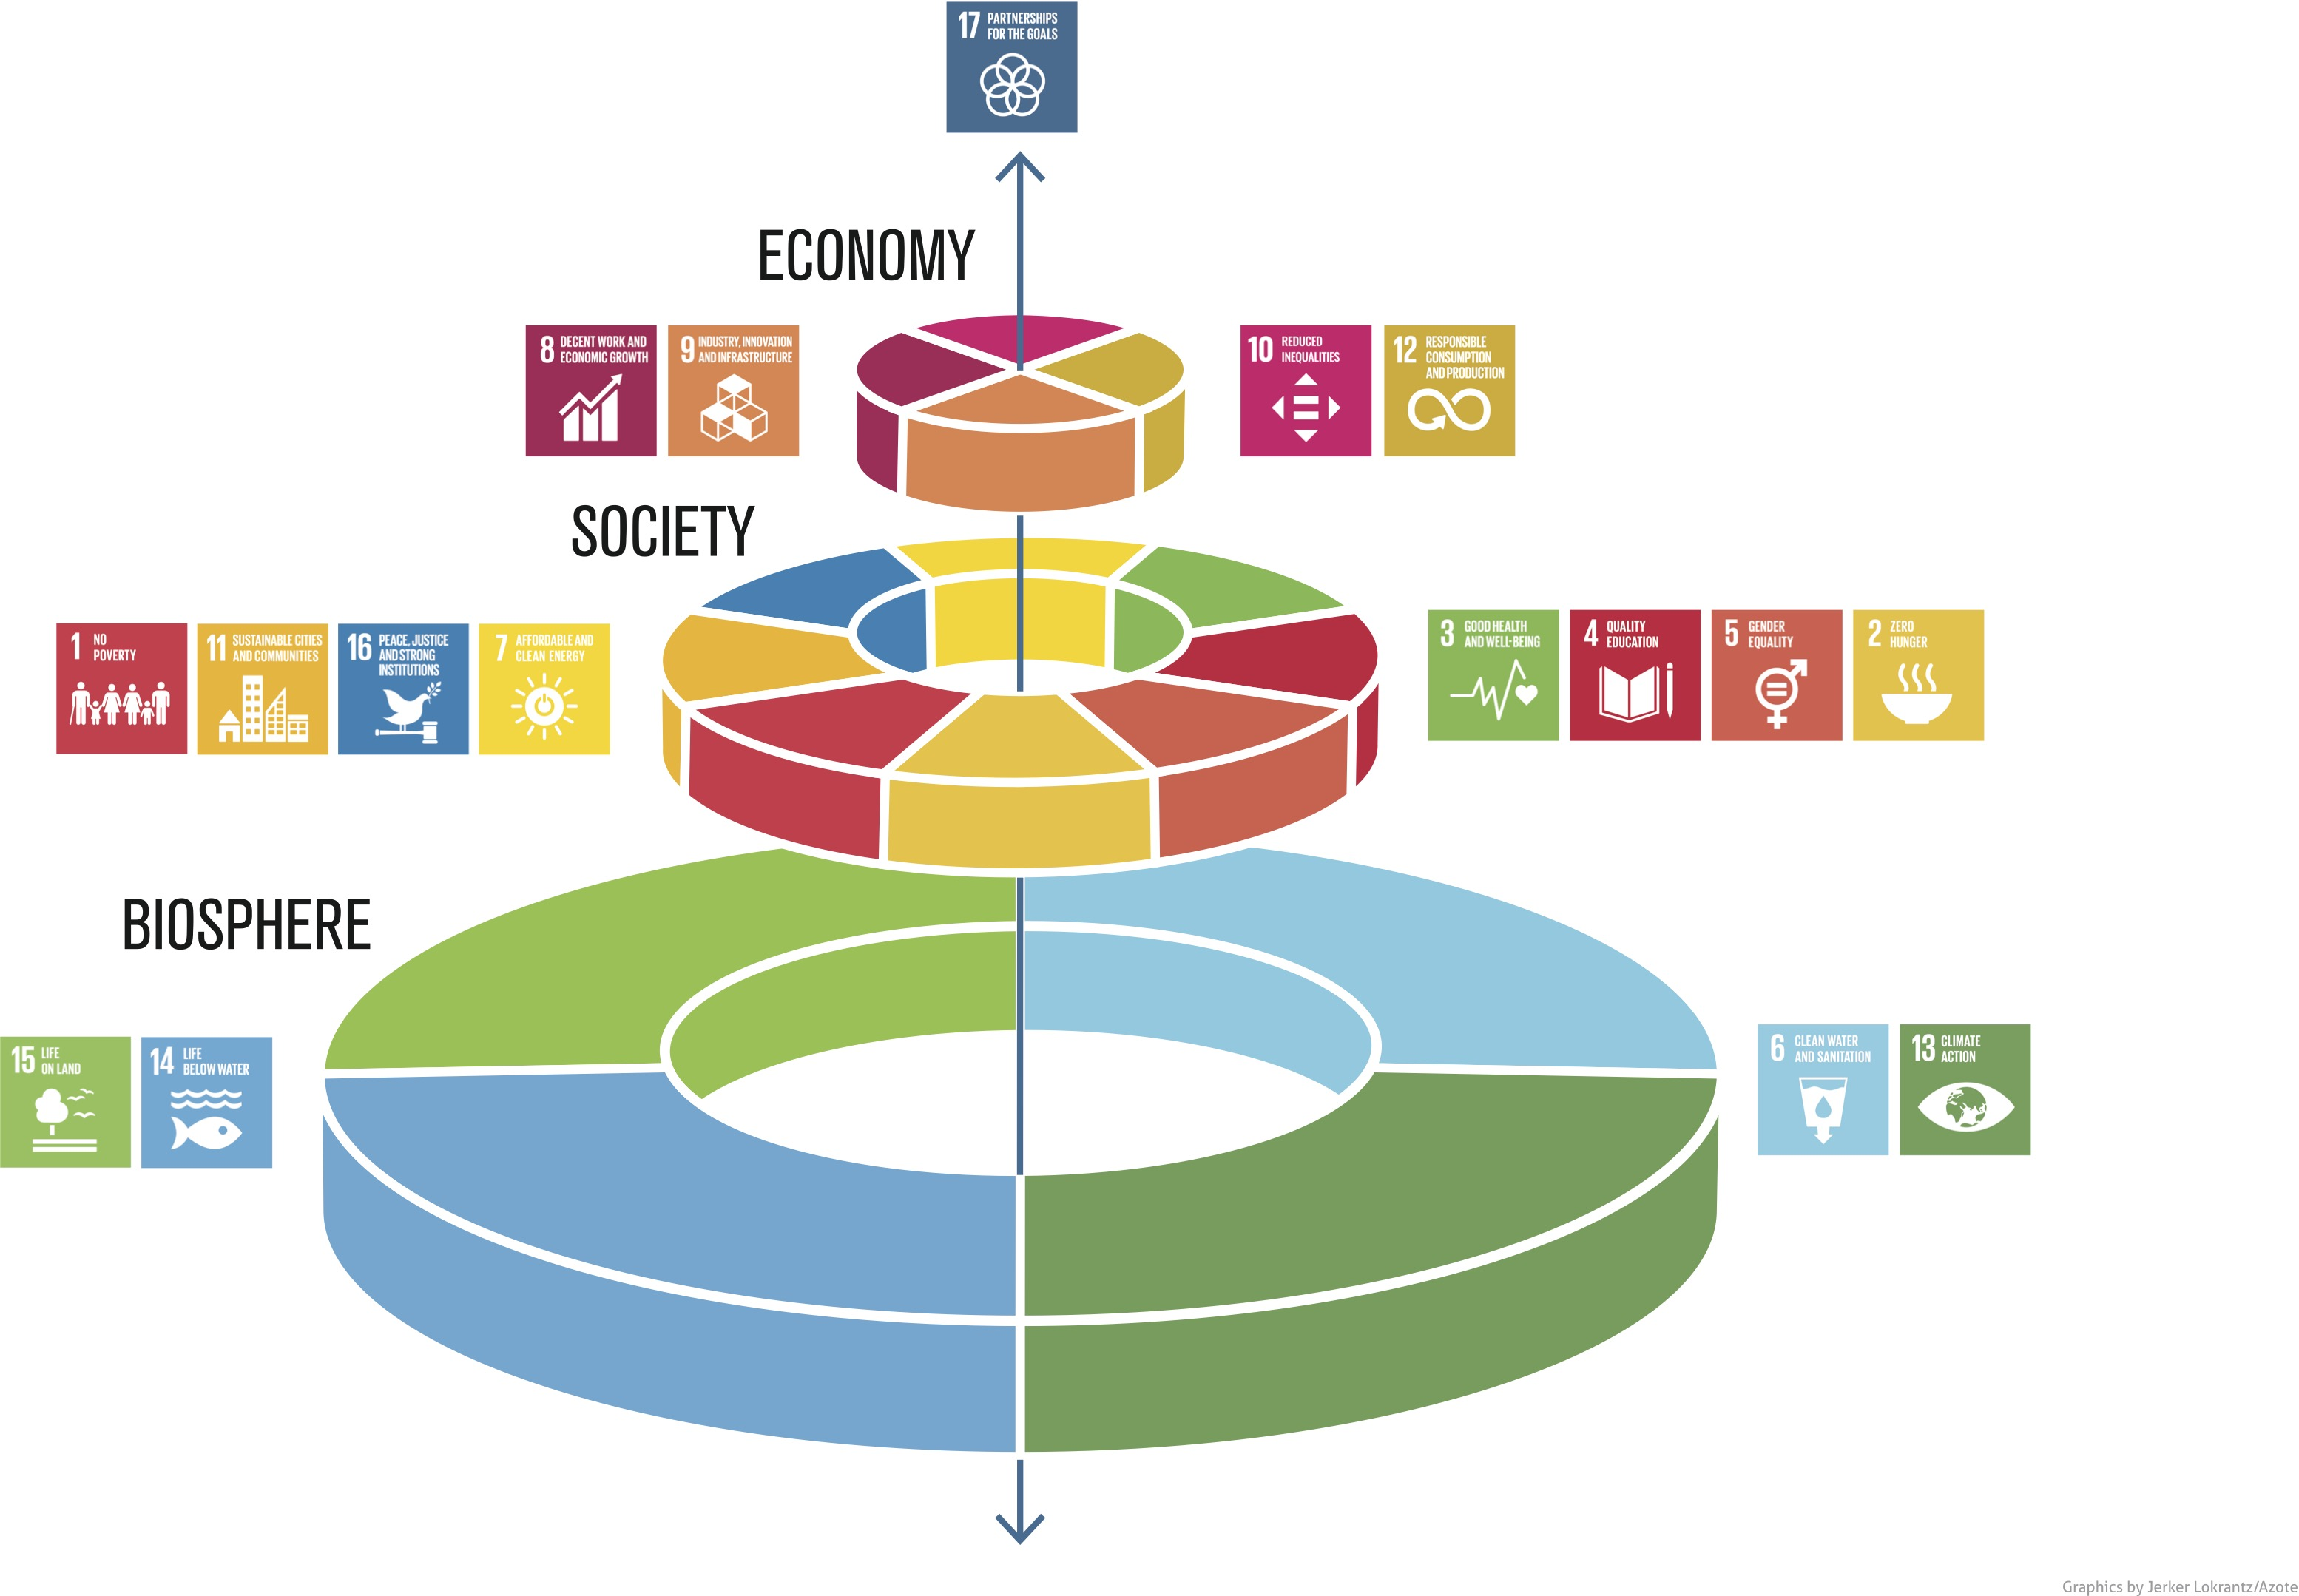 17 PARTNERSHIPS
FOR THE GOALS
ECONOMY
8 DECENT WORK AND
ECONOMIC GROWTH
9 INDUSTRY, INNOVATION
AND INFRASTRUCTURE
10 REDUCED
INEQUALITIES
12 RESPONSIBLE
CONSUMPTION
AND PRODUCTION
SOCIETY
1 NO
POVERTY
11 SUSTAINABLE CITIES
AND COMMUNITIES
16 PEACE, JUSTICE
AND STRONG
INSTITUTIONS
7 AFFORDABLE AND
CLEAN ENERGY
3 GOOD HEALTH
AND WELL-BEING
4 QUALITY
EDUCATION
5 GENDER
EQUALITY
2 ZERO
HUNGER
BIOSPHERE
15 LIFE
ON LAND
14 LIFE
BELOW WATER
6 CLEAN WATER
AND SANITATION
13 CLIMATE
ACTION
Graphics by Jerker Lokrantz/Azote